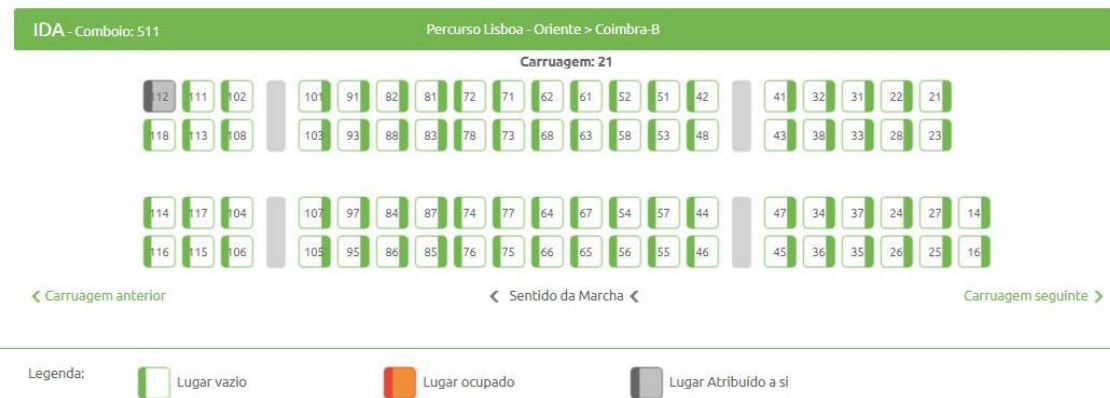 IDA - Comboio: 511 Percurso Lisboa - Oriente > Coimbra-B
Carruagem: 21
112 111 102 101 91 82 81 72 71 62 61 52 51 42 41 32 31 22 21
118 113 108 103 93 88 83 78 73 68 63 58 53 48 43 38 33 28 23
114 117 104 107 97 84 87 74 77 64 67 54 57 44 47 34 37 24 27 14
116 115 106 105 95 86 85 76 75 66 65 56 55 46 45 36 35 26 25 16
Carruagem anterior Sentido da Marcha Carruagem seguinte
Legenda: Lugar vazio Lugar ocupado Lugar Atribuído a si